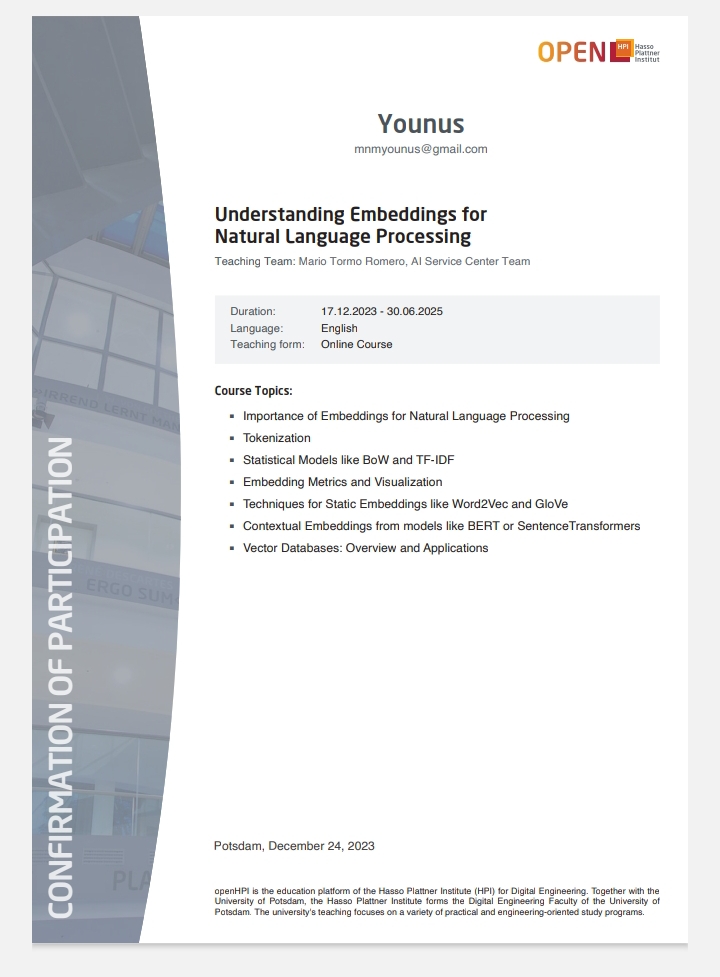 OPEN HPI Hasso
Plattner
Institut
Younus
mnmyounus@gmail.com
Understanding Embeddings for
Natural Language Processing
Teaching Team: Mario Tormo Romero, AI Service Center Team
Duration: 17.12.2023 - 30.06.2025
Language: English
Teaching form: Online Course
Course Topics:
▪ Importance of Embeddings for Natural Language Processing
▪ Tokenization
▪ Statistical Models like BoW and TF-IDF
▪ Embedding Metrics and Visualization
▪ Techniques for Static Embeddings like Word2Vec and GloVe
▪ Contextual Embeddings from models like BERT or SentenceTransformers
▪ Vector Databases: Overview and Applications
Potsdam, December 24, 2023
openHPI is the education platform of the Hasso Plattner Institute (HPI) for Digital Engineering. Together with the
University of Potsdam, the Hasso Plattner Institute forms the Digital Engineering Faculty of the University of
Potsdam. The university's teaching focuses on a variety of practical and engineering-oriented study programs.
CONFIRMATION OF PARTICIPATION
LERNT MAN
ERGO SUM